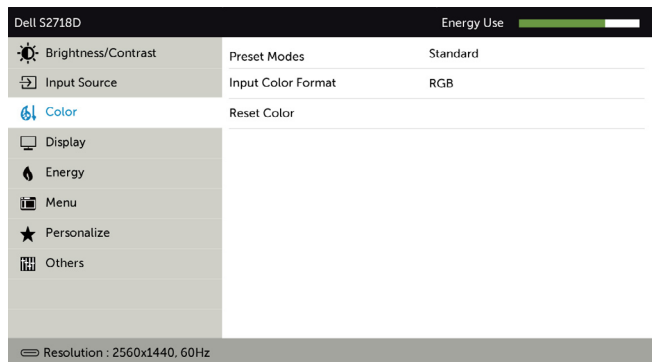 Dell S2718D Energy Use
Brightness/Contrast
Preset Modes Standard
Input Source
Input Color Format RGB
Color
Reset Color
Display
Energy
Menu
Personalize
Others
Resolution : 2560x1440, 60Hz